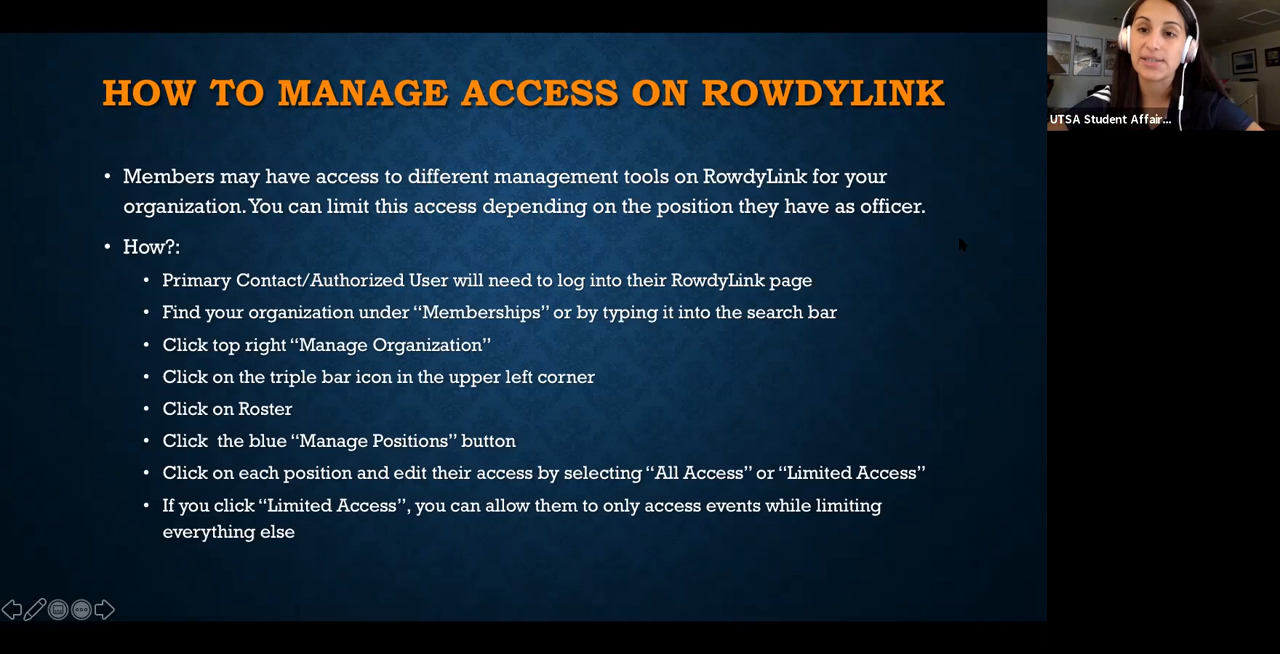 HOW TO MANAGE ACCESS ON ROWDYLINK
UTSA Student Affair...
• Members may have access to different management tools on RowdyLink for your
organization. You can limit this access depending on the position they have as officer.
• How?:
• Primary Contact/Authorized User will need to log into their RowdyLink page
• Find your organization under “Memberships” or by typing it into the search bar
• Click top right “Manage Organization”
• Click on the triple bar icon in the upper left corner
• Click on Roster
• Click the blue “Manage Positions” button
• Click on each position and edit their access by selecting “All Access” or “Limited Access”
• If you click “Limited Access”, you can allow them to only access events while limiting
everything else